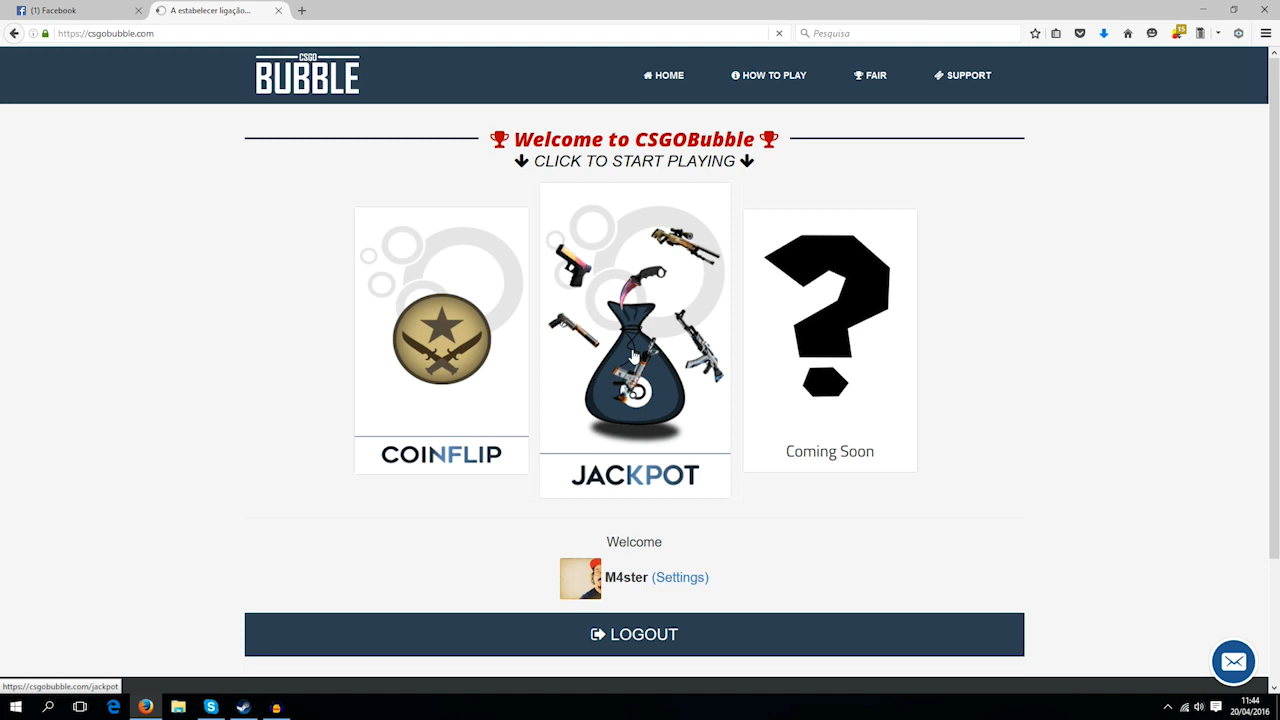 (1) Facebook
A estabelecer ligação...
https://csgobubble.com
Pesquisa
15
CSGO
BUBBLE
HOME
HOW TO PLAY
FAIR
SUPPORT
Welcome to CSGOBubble
CLICK TO START PLAYING
COINFLIP
JACKPOT
Coming Soon
Welcome
M4ster (Settings)
LOGOUT
https://csgobubble.com/jackpot
11:44
20/04/2016